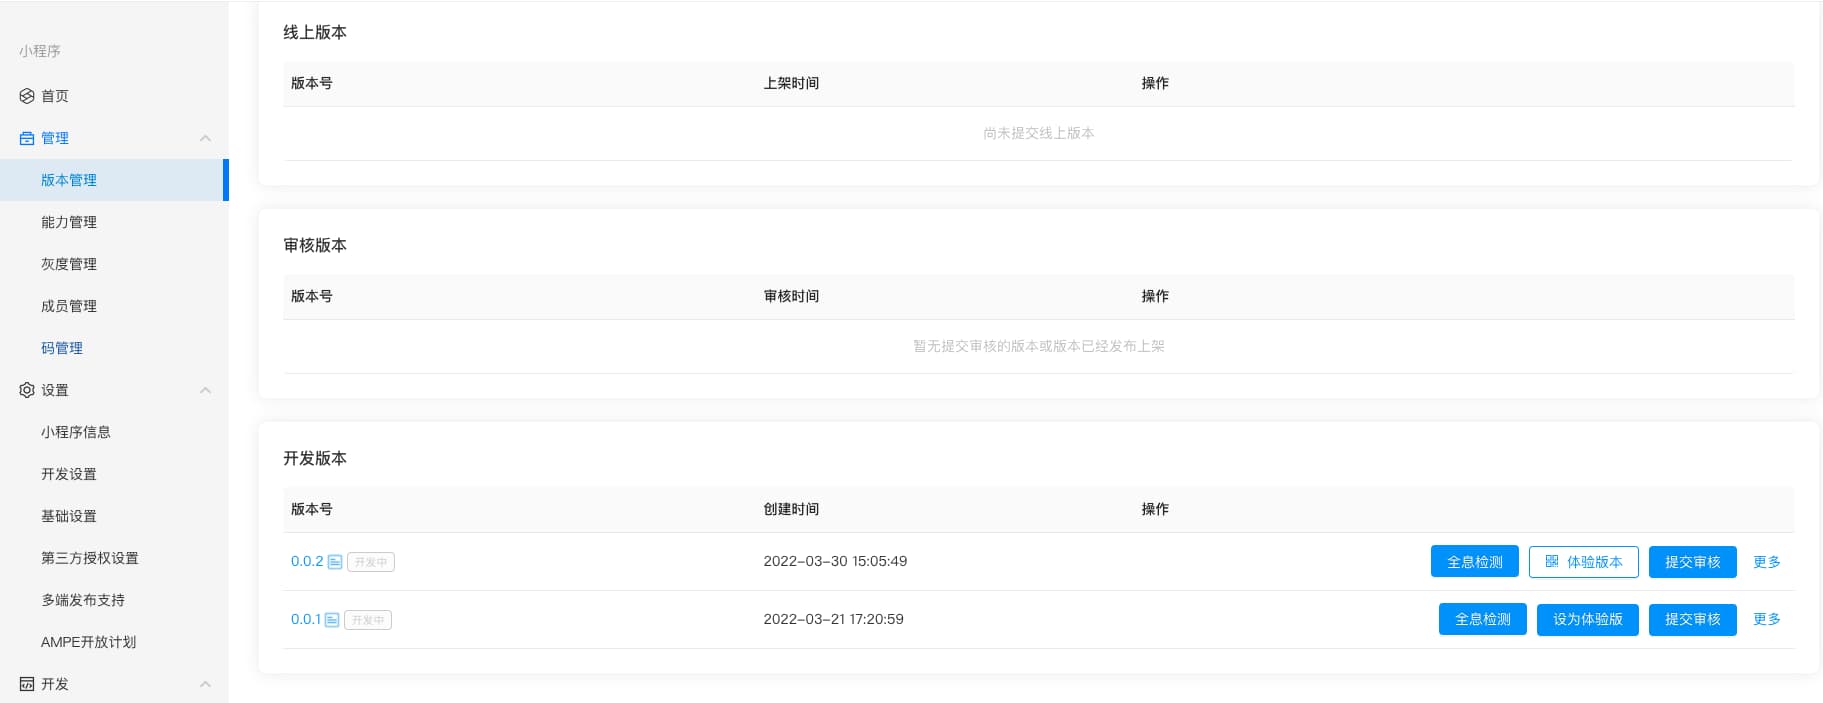 小程序
首页
管理
版本管理
能力管理
灰度管理
成员管理
码管理
设置
小程序信息
开发设置
基础设置
第三方授权设置
多端发布支持
AMPE开放计划
开发
线上版本
版本号 上架时间 操作
尚未提交线上版本
审核版本
版本号 审核时间 操作
暂无提交审核的版本或版本已经发布上架
开发版本
版本号 创建时间 操作
0.0.2 开发中 2022-03-30 15:05:49 全息检测 体验版本 提交审核 更多
0.0.1 开发中 2022-03-21 17:20:59 全息检测 设为体验版 提交审核 更多